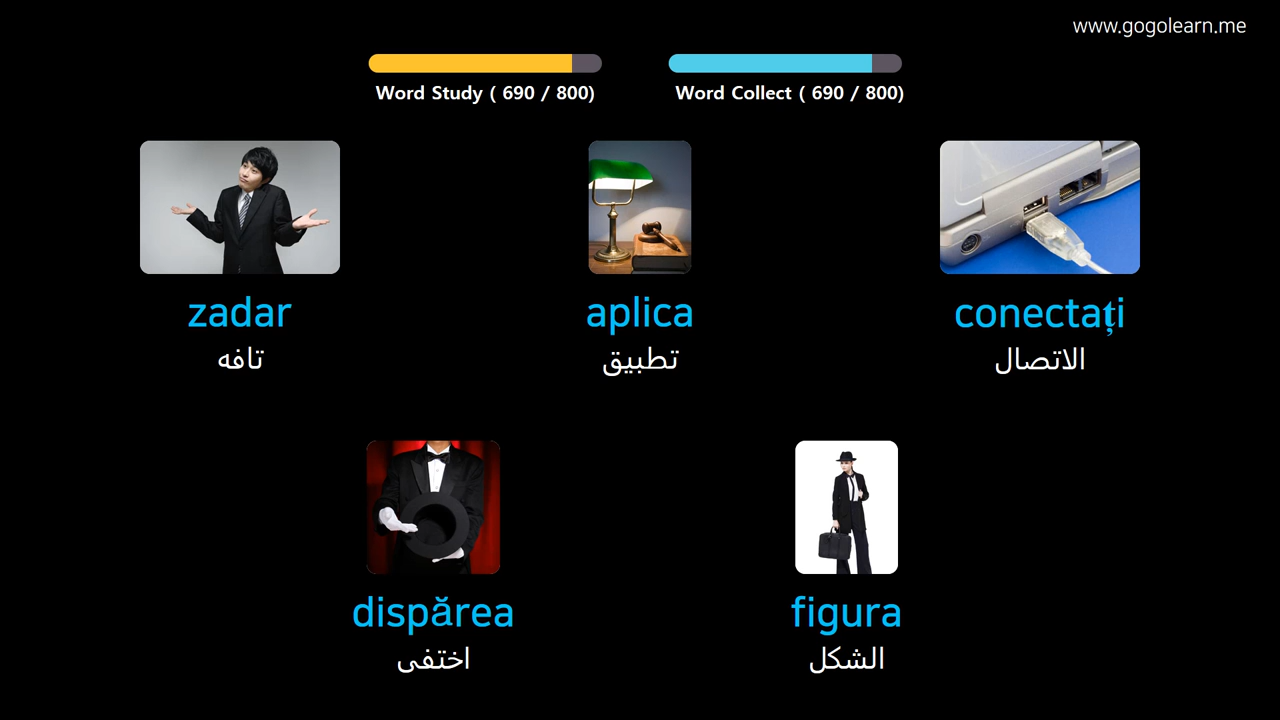 www.gogolearn.me
Word Study ( 690 / 800)
Word Collect ( 690 / 800)
zadar
تافه
aplica
تطبيق
conectați
الاتصال
dispărea
اختفى
figura
الشكل